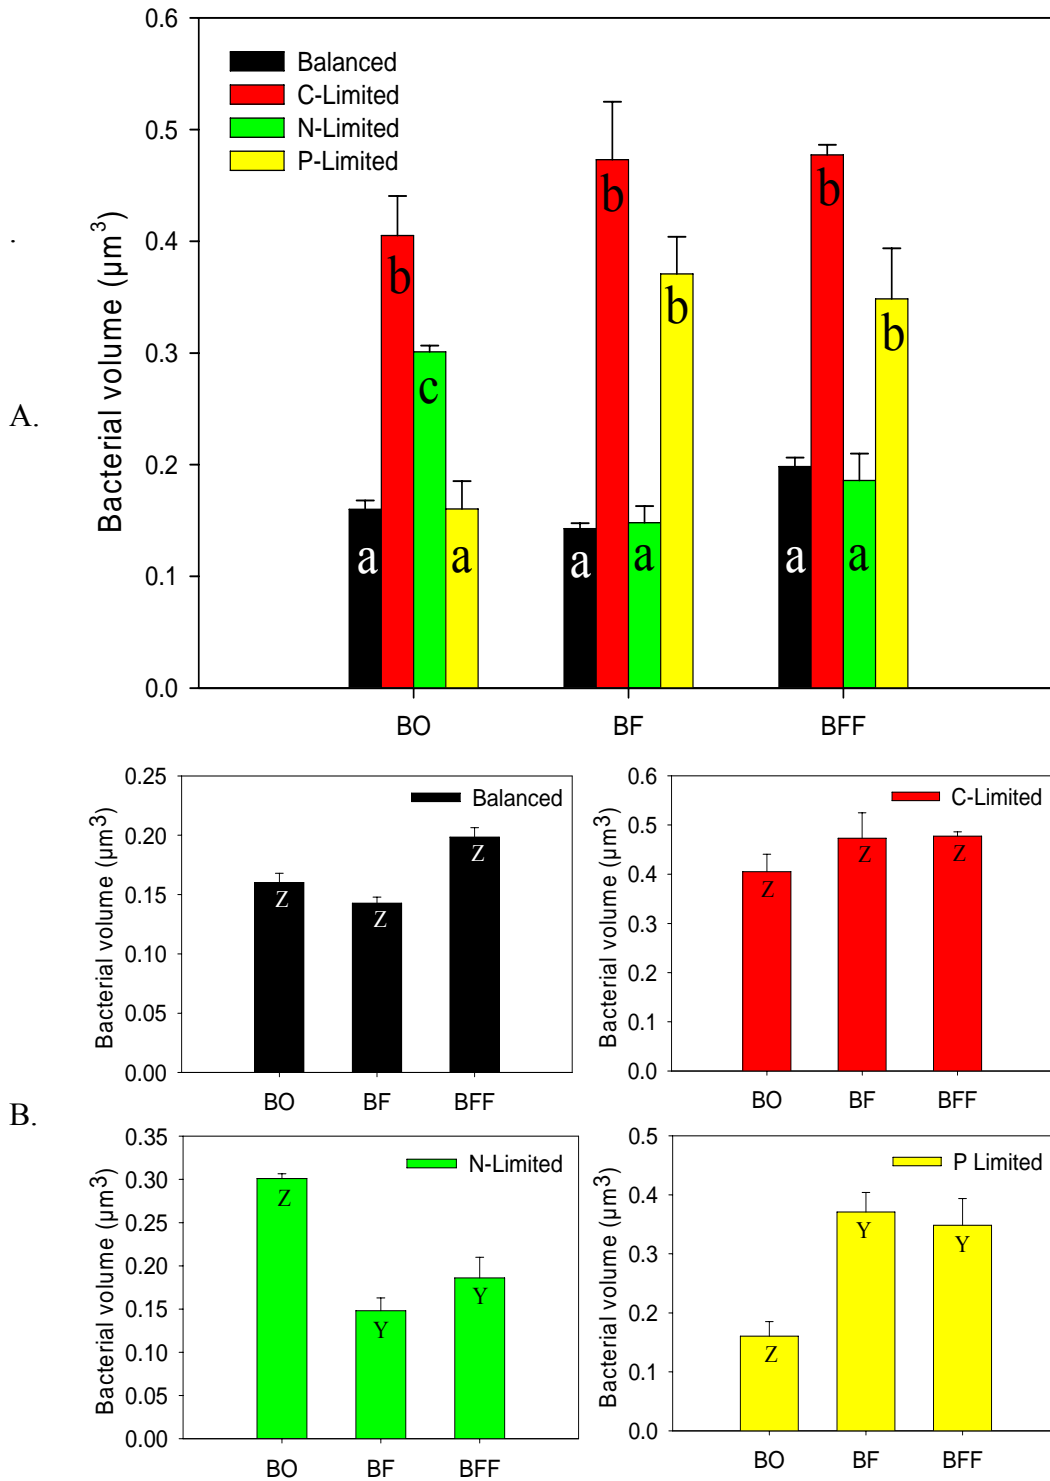 0.6
Balanced
C-Limited
N-Limited
P-Limited
0.5
0.4
0.3
0.2
0.1
0.0
Bacterial volume (µm³)
.
A.
a b c a
a b a b
a b a b
BO BF BFF
0.25
0.20
0.15
0.10
0.05
0.00
Bacterial volume (µm³)
Balanced
Z Z Z
BO BF BFF
0.6
0.5
0.4
0.3
0.2
0.1
0.0
Bacterial volume (µm³)
C-Limited
Z Z Z
BO BF BFF
B.
0.35
0.30
0.25
0.20
0.15
0.10
0.05
0.00
Bacterial volume (µm³)
N-Limited
Z Y Y
BO BF BFF
0.5
0.4
0.3
0.2
0.1
0.0
Bacterial volume (µm³)
P Limited
Z Y Y
BO BF BFF